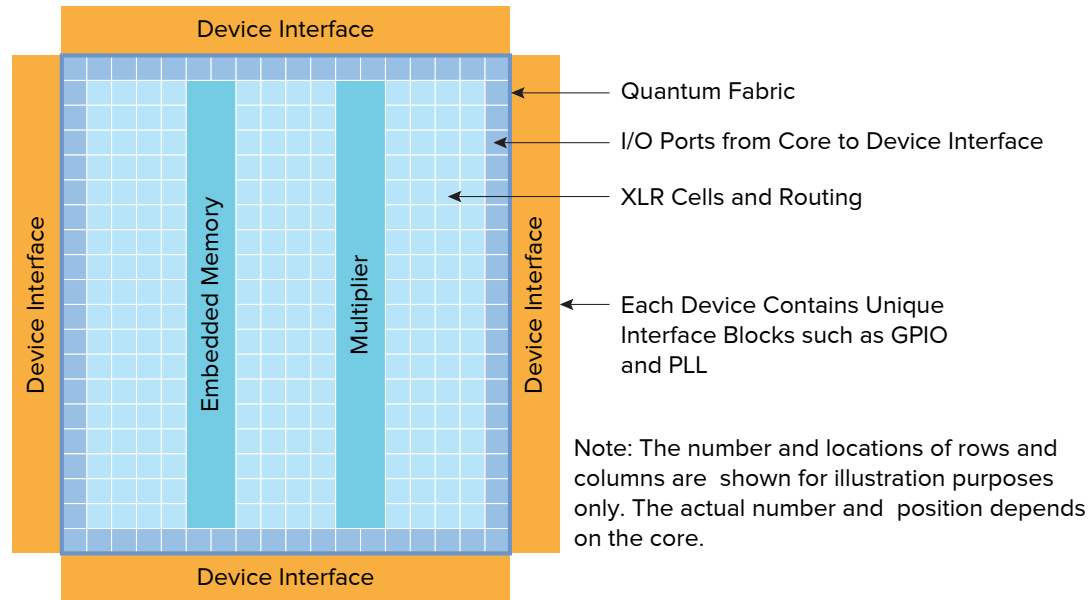 Device Interface
Quantum Fabric
I/O Ports from Core to Device Interface
XLR Cells and Routing
Device Interface
Embedded Memory
Multiplier
Device Interface
Each Device Contains Unique
Interface Blocks such as GPIO
and PLL
Note: The number and locations of rows and
columns are shown for illustration purposes
only. The actual number and position depends
on the core.
Device Interface